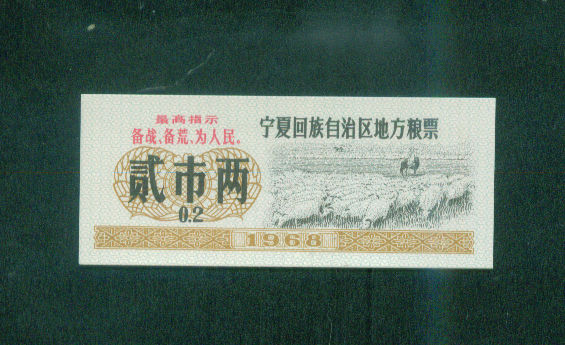 最高指示
备战、备荒、为人民。
宁夏回族自治区地方粮票
贰市两
0.2
1968